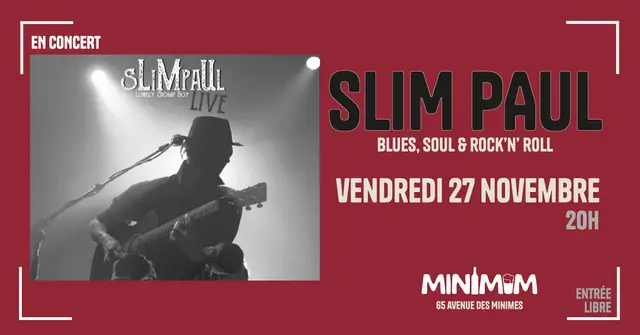 EN CONCERT
SLiMpAUL
LONELY STOMP BOY
LIVE
SLIM PAUL
BLUES, SOUL & ROCK'N' ROLL
VENDREDI 27 NOVEMBRE
20H
MINIMUM
65 AVENUE DES MINIMES
ENTRÉE
LIBRE